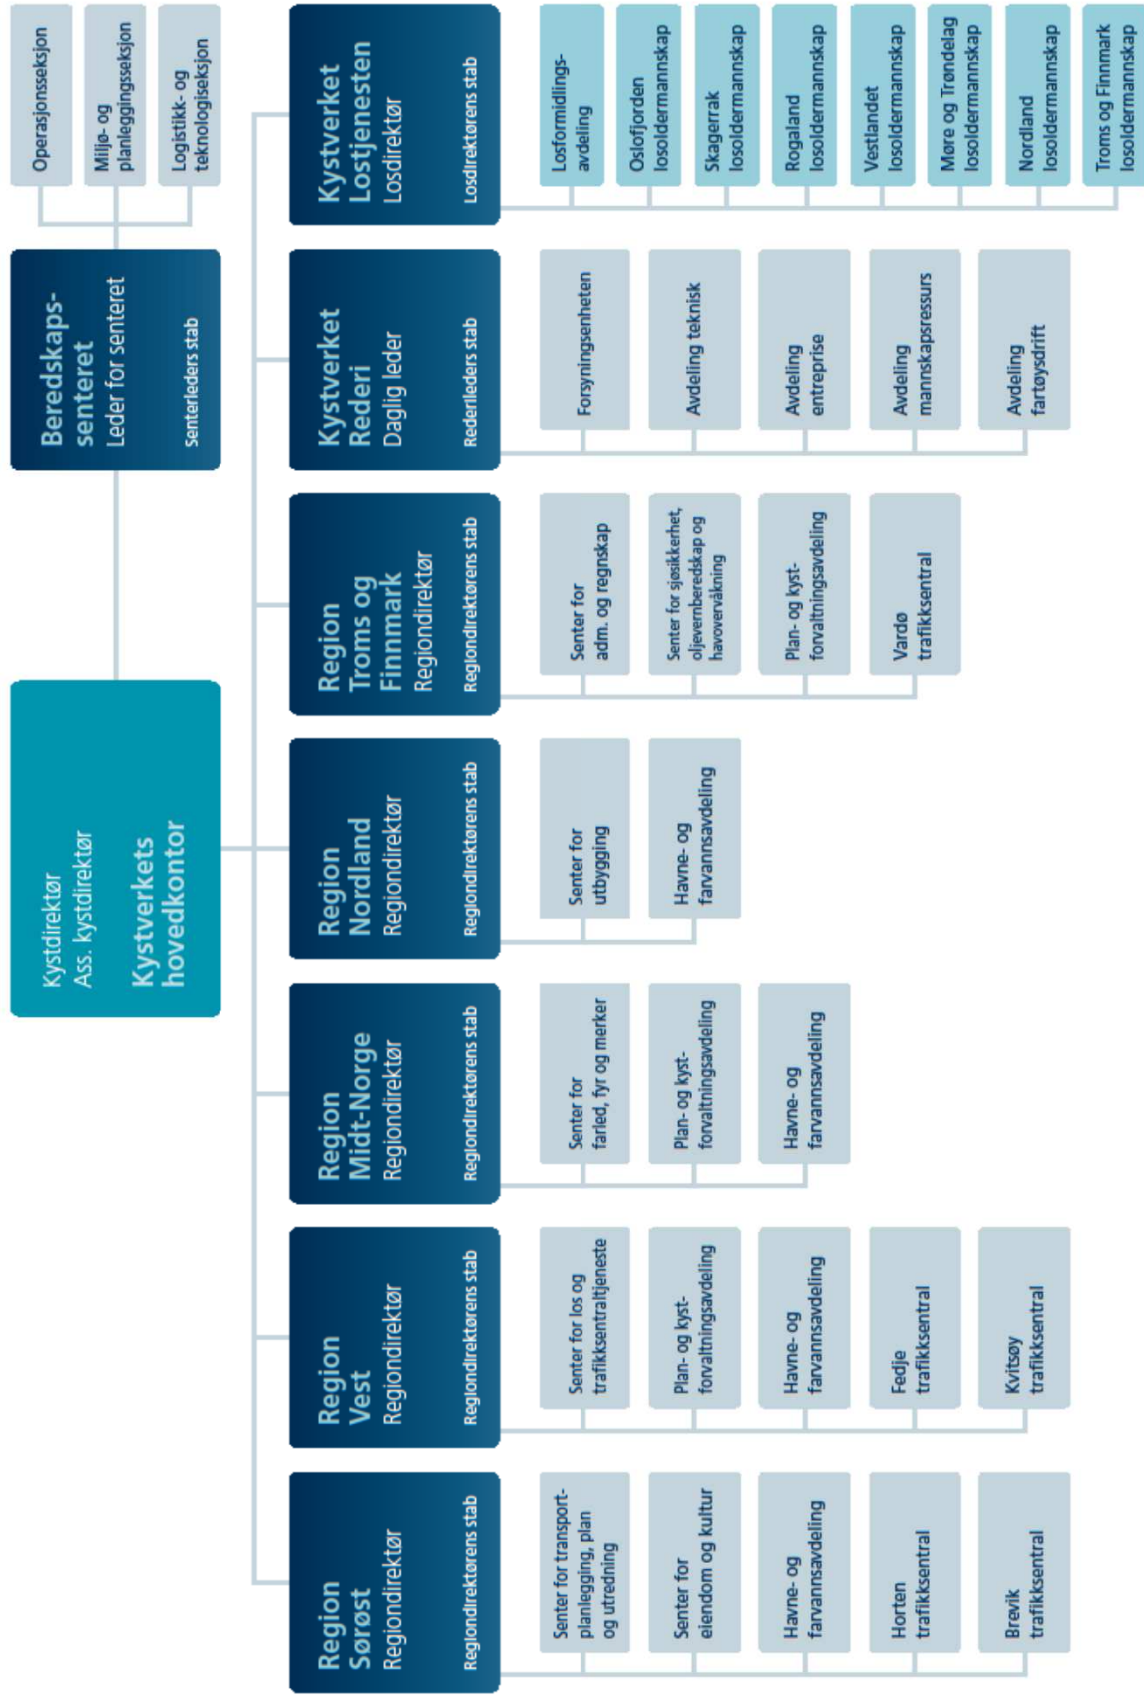 Kystdirektør
Ass. kystdirektør
Kystverkets
hovedkontor
Beredskaps-
senteret
Leder for senteret
Senterleders stab
Operasjonsseksjon
Miljø- og
planleggingsseksjon
Logistikk- og
teknologiseksjon
Region
Sørøst
Regiondirektør
Regiondirektørens stab
Senter for transport-
planlegging, plan
og utredning
Senter for
eiendom og kultur
Havne- og
farvannsavdeling
Horten
trafikksentral
Brevik
trafikksentral
Region
Vest
Regiondirektør
Regiondirektørens stab
Senter for los og
trafikksentraltjeneste
Plan- og kyst-
forvaltningsavdeling
Havne- og
farvannsavdeling
Fedje
trafikksentral
Kvitsøy
trafikksentral
Region
Midt-Norge
Regiondirektør
Regiondirektørens stab
Senter for
farled, fyr og merker
Plan- og kyst-
forvaltningsavdeling
Havne- og
farvannsavdeling
Region
Nordland
Regiondirektør
Regiondirektørens stab
Senter for
utbygging
Havne- og
farvannsavdeling
Region
Troms og
Finnmark
Regiondirektør
Regiondirektørens stab
Senter for
adm. og regnskap
Senter for sjøsikkerhet,
oljevernberedskap og
havovervåkning
Plan- og kyst-
forvaltningsavdeling
Vardø
trafikksentral
Kystverket
Rederi
Daglig leder
Rederileders stab
Forsyningsenheten
Avdeling teknisk
Avdeling
entreprise
Avdeling
mannskapsressurs
Avdeling
fartøysdrift
Kystverket
Lostjenesten
Losdirektør
Losdirektørens stab
Losformidlings-
avdeling
Oslofjorden
losoldermannskap
Skagerrak
losoldermannskap
Rogaland
losoldermannskap
Vestlandet
losoldermannskap
Møre og Trøndelag
losoldermannskap
Nordland
losoldermannskap
Troms og Finnmark
losoldermannskap